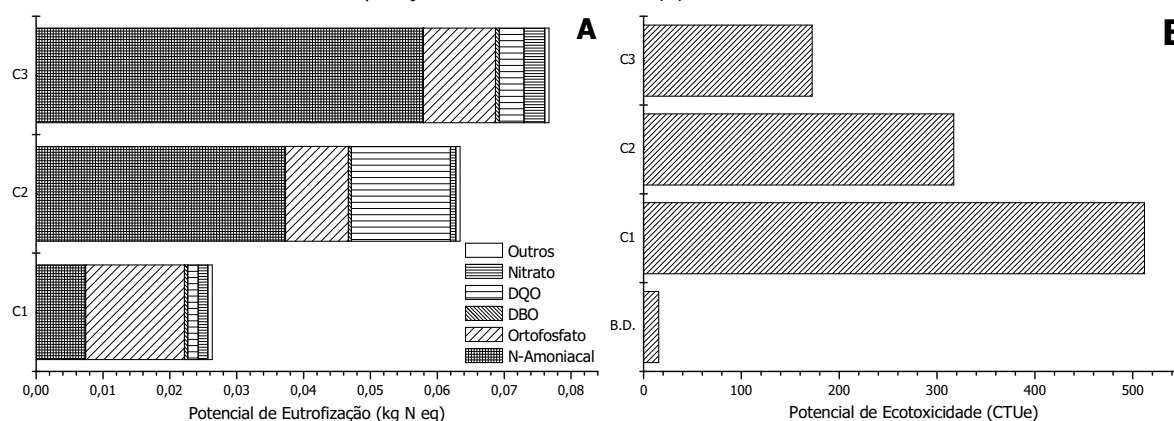 A
C3
C2
C1
Outros
Nitrato
DQO
DBO
Ortofosfato
N-Amoniacal
0,00 0,01 0,02 0,03 0,04 0,05 0,06 0,07 0,08
Potencial de Eutrofização (kg N eq)
C3
C2
C1
B.D.
0 100 200 300 400 500
Potencial de Ecotoxicidade (CTUe)